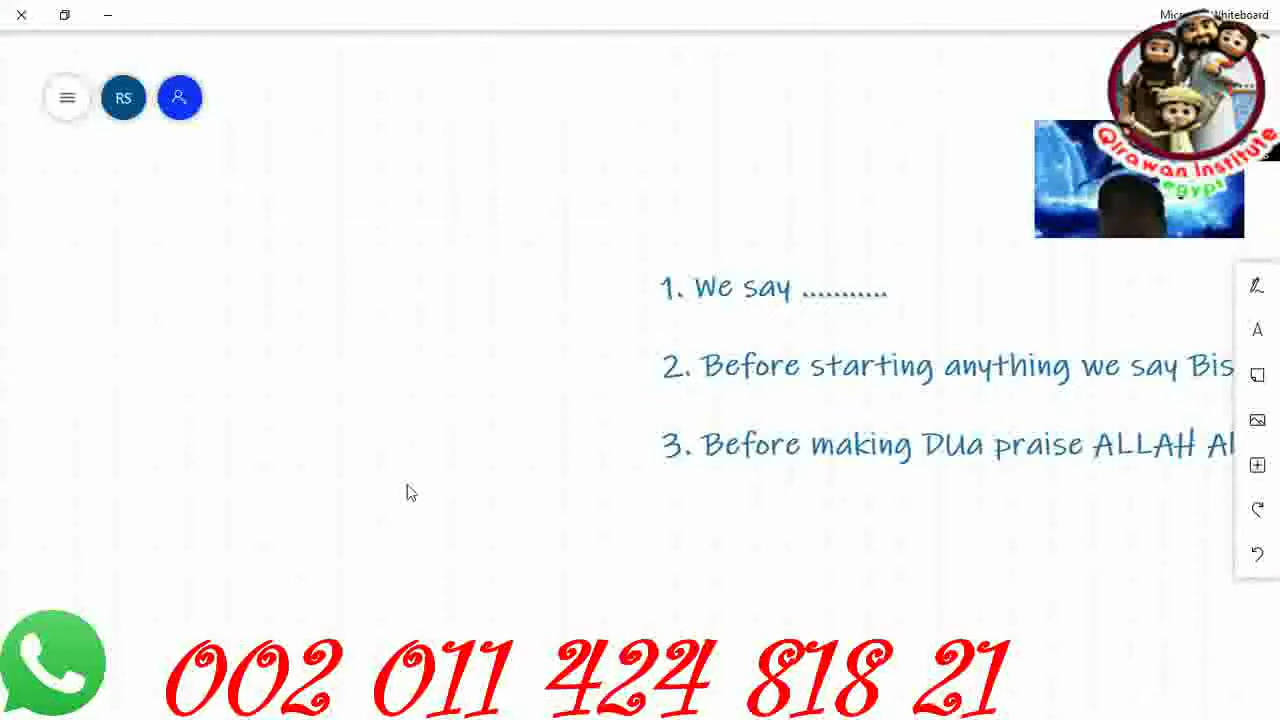 Whiteboard
RS
Qirawan Institute
egypt
1. We say ...........
2. Before starting anything we say Bis
3. Before making DUa praise ALLAH Al
A
002 011 424 818 21